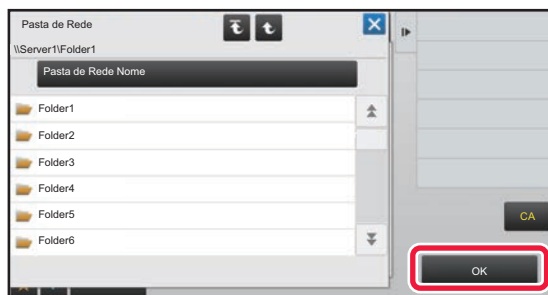 Pasta de Rede
\\Server1\Folder1
Pasta de Rede Nome
Folder1
Folder2
Folder3
Folder4
Folder5
Folder6
CA
OK